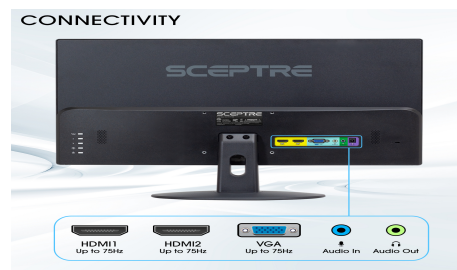 CONNECTIVITY
SCEPTRE
SCEPTRE
HDMI1
Up to 75Hz
HDMI2
Up to 75Hz
VGA
Up to 75Hz
Audio In
Audio Out